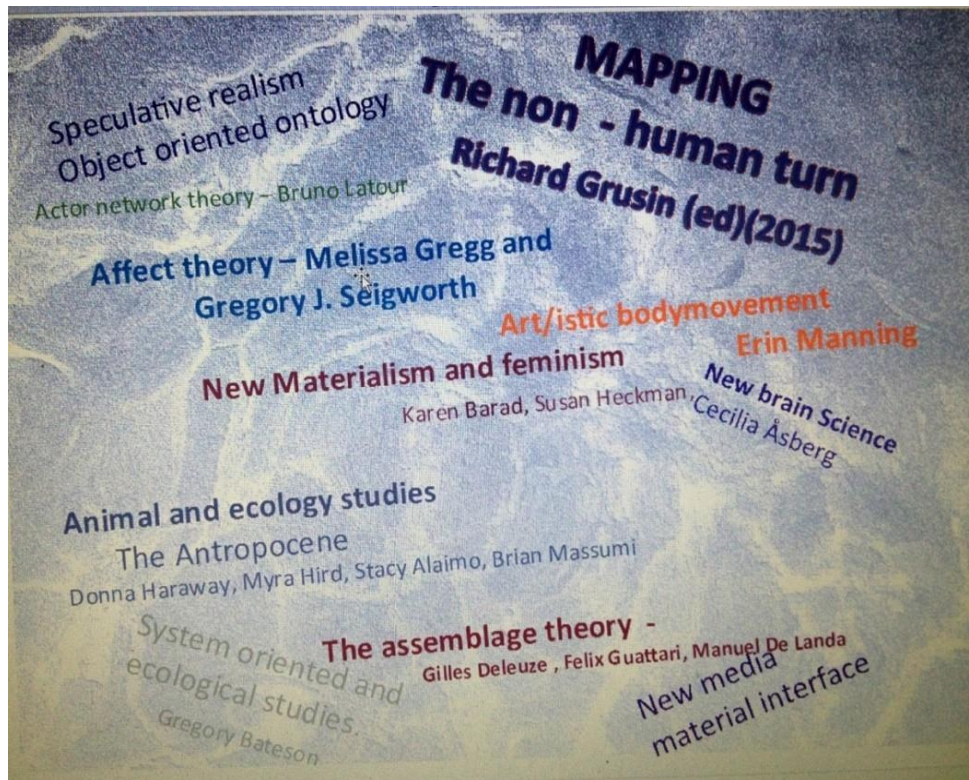 MAPPING
The non - human turn
Richard Grusin (ed)(2015)
Speculative realism
Object oriented ontology
Actor network theory – Bruno Latour
Affect theory – Melissa Gregg and
Gregory J. Seigworth
Art/istic bodymovement
Erin Manning
New Materialism and feminism
Karen Barad, Susan Heckman,
New brain Science
Cecilia Åsberg
Animal and ecology studies
The Antropocene
Donna Haraway, Myra Hird, Stacy Alaimo, Brian Massumi
System oriented and
ecological studies.
Gregory Bateson
The assemblage theory -
Gilles Deleuze , Felix Guattari, Manuel De Landa
New media
material interface